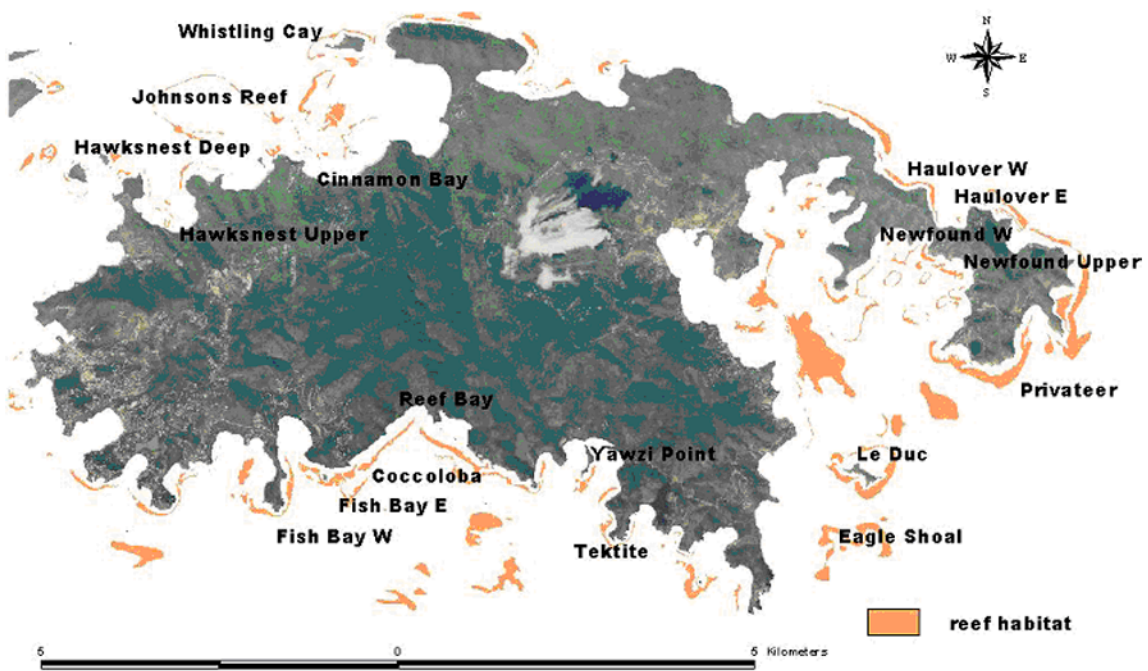 Whistling Cay
N
W E
S
Johnsons Reef
Hawksnest Deep
Cinnamon Bay
Haulover W
Haulover E
Hawksnest Upper
Newfound W
Newfound Upper
Reef Bay
Privateer
Yawzi Point
Le Duc
Coccoloba
Fish Bay E
Fish Bay W
Tektite
Eagle Shoal
reef habitat
5 0 5 Kilometers